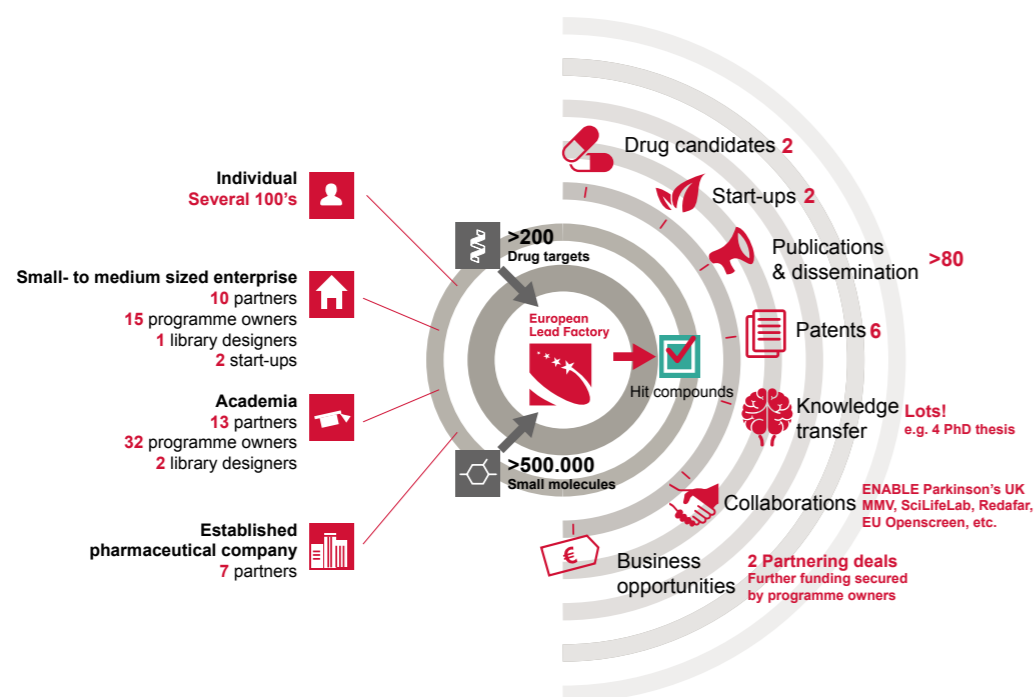 Individual
Several 100's
Small- to medium sized enterprise
10 partners
15 programme owners
1 library designers
2 start-ups
Academia
13 partners
32 programme owners
2 library designers
Established
pharmaceutical company
7 partners
>200
Drug targets
European
Lead Factory
Hit compounds
>500.000
Small molecules
Drug candidates 2
Start-ups 2
Publications
& dissemination >80
Patents 6
Knowledge
transfer
Lots!
e.g. 4 PhD thesis
Collaborations
ENABLE Parkinson's UK
MMV, SciLifeLab, Redafar,
EU Openscreen, etc.
€
Business
opportunities
2 Partnering deals
Further funding secured
by programme owners